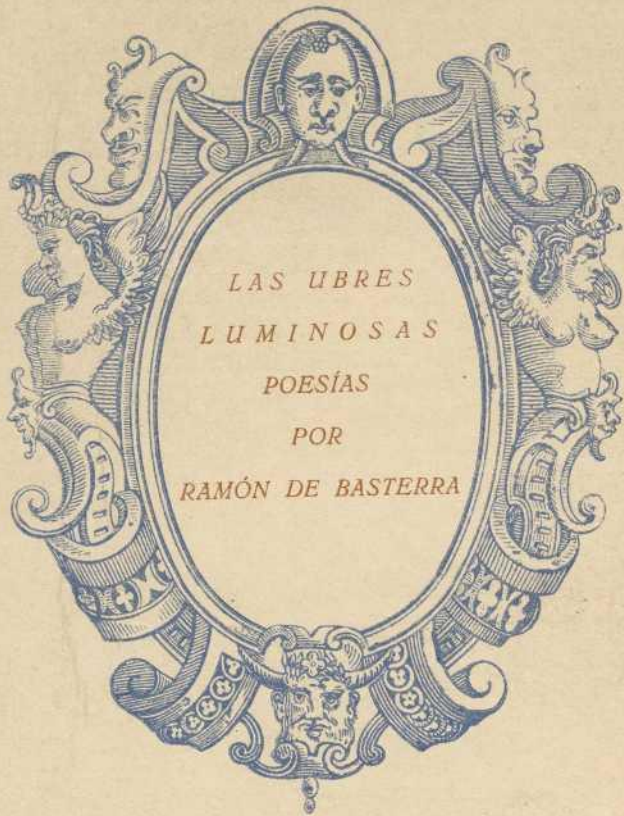 LAS UBRES
LUMINOSAS
POESÍAS
POR
RAMÓN DE BASTERRA